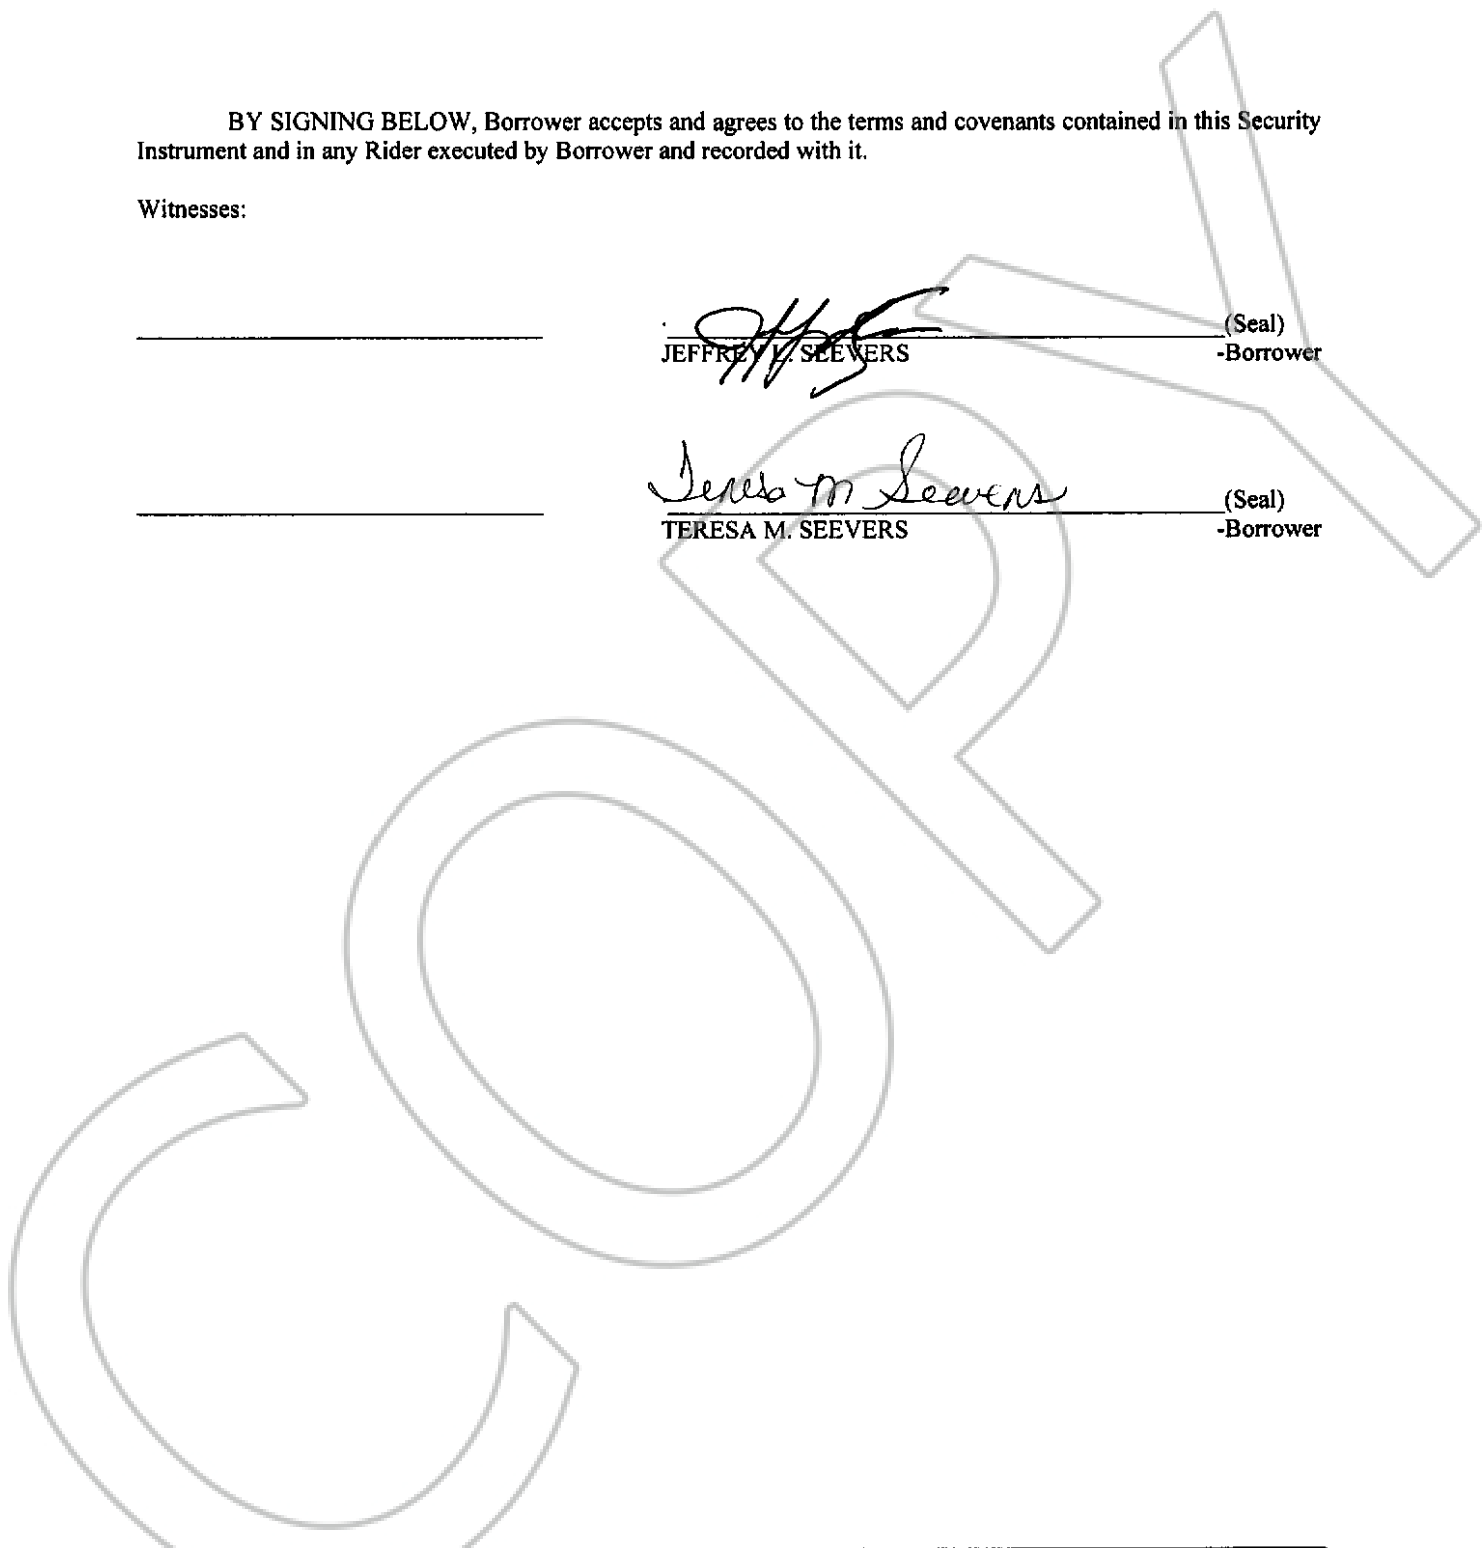 BY SIGNING BELOW, Borrower accepts and agrees to the terms and covenants contained in this Security
Instrument and in any Rider executed by Borrower and recorded with it.
Witnesses:
(Seal)
JEFFREY L. SEEVERS -Borrower
Teresa M Seevers (Seal)
TERESA M. SEEVERS -Borrower
COPY